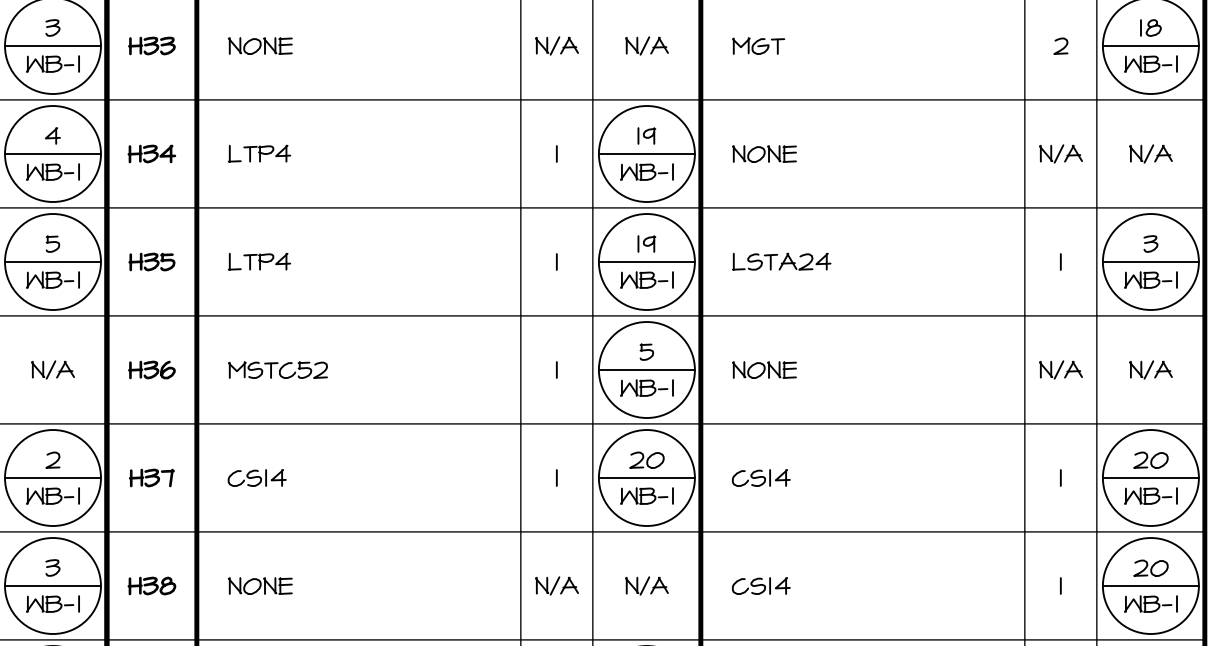 3
WB-1 H33 NONE N/A N/A MGT 2 18
WB-1
4
WB-1 H34 LTP4 1 19
WB-1 NONE N/A N/A
5
WB-1 H35 LTP4 1 19
WB-1 LSTA24 1 3
WB-1
N/A H36 MSTC52 1 5
WB-1 NONE N/A N/A
2
WB-1 H37 CS14 1 20
WB-1 CS14 1 20
WB-1
3
WB-1 H38 NONE N/A N/A CS14 1 20
WB-1